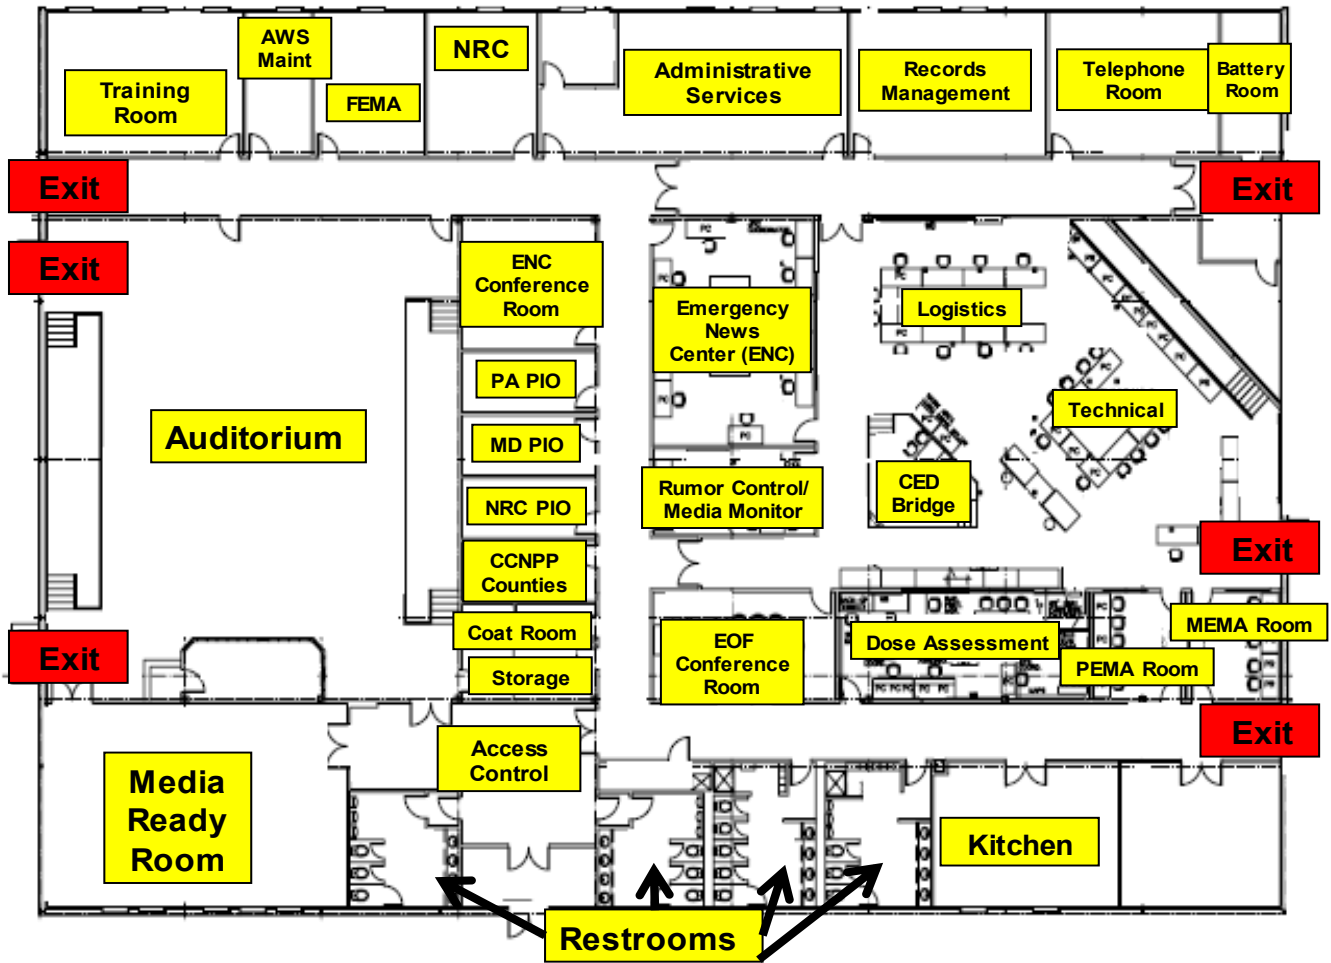 AWS
Maint
NRC
Training
Room
FEMA
Administrative
Services
Records
Management
Telephone
Room
Battery
Room
Exit
Exit
Exit
ENC
Conference
Room
Emergency
News
Center (ENC)
Logistics
PA PIO
Technical
Auditorium
MD PIO
Rumor Control/
Media Monitor
CED
Bridge
NRC PIO
Exit
CCNPP
Counties
Coat Room
EOF
Conference
Room
Dose Assessment
MEMA Room
Exit
PEMA Room
Storage
Access
Control
Exit
Media
Ready
Room
Kitchen
Restrooms